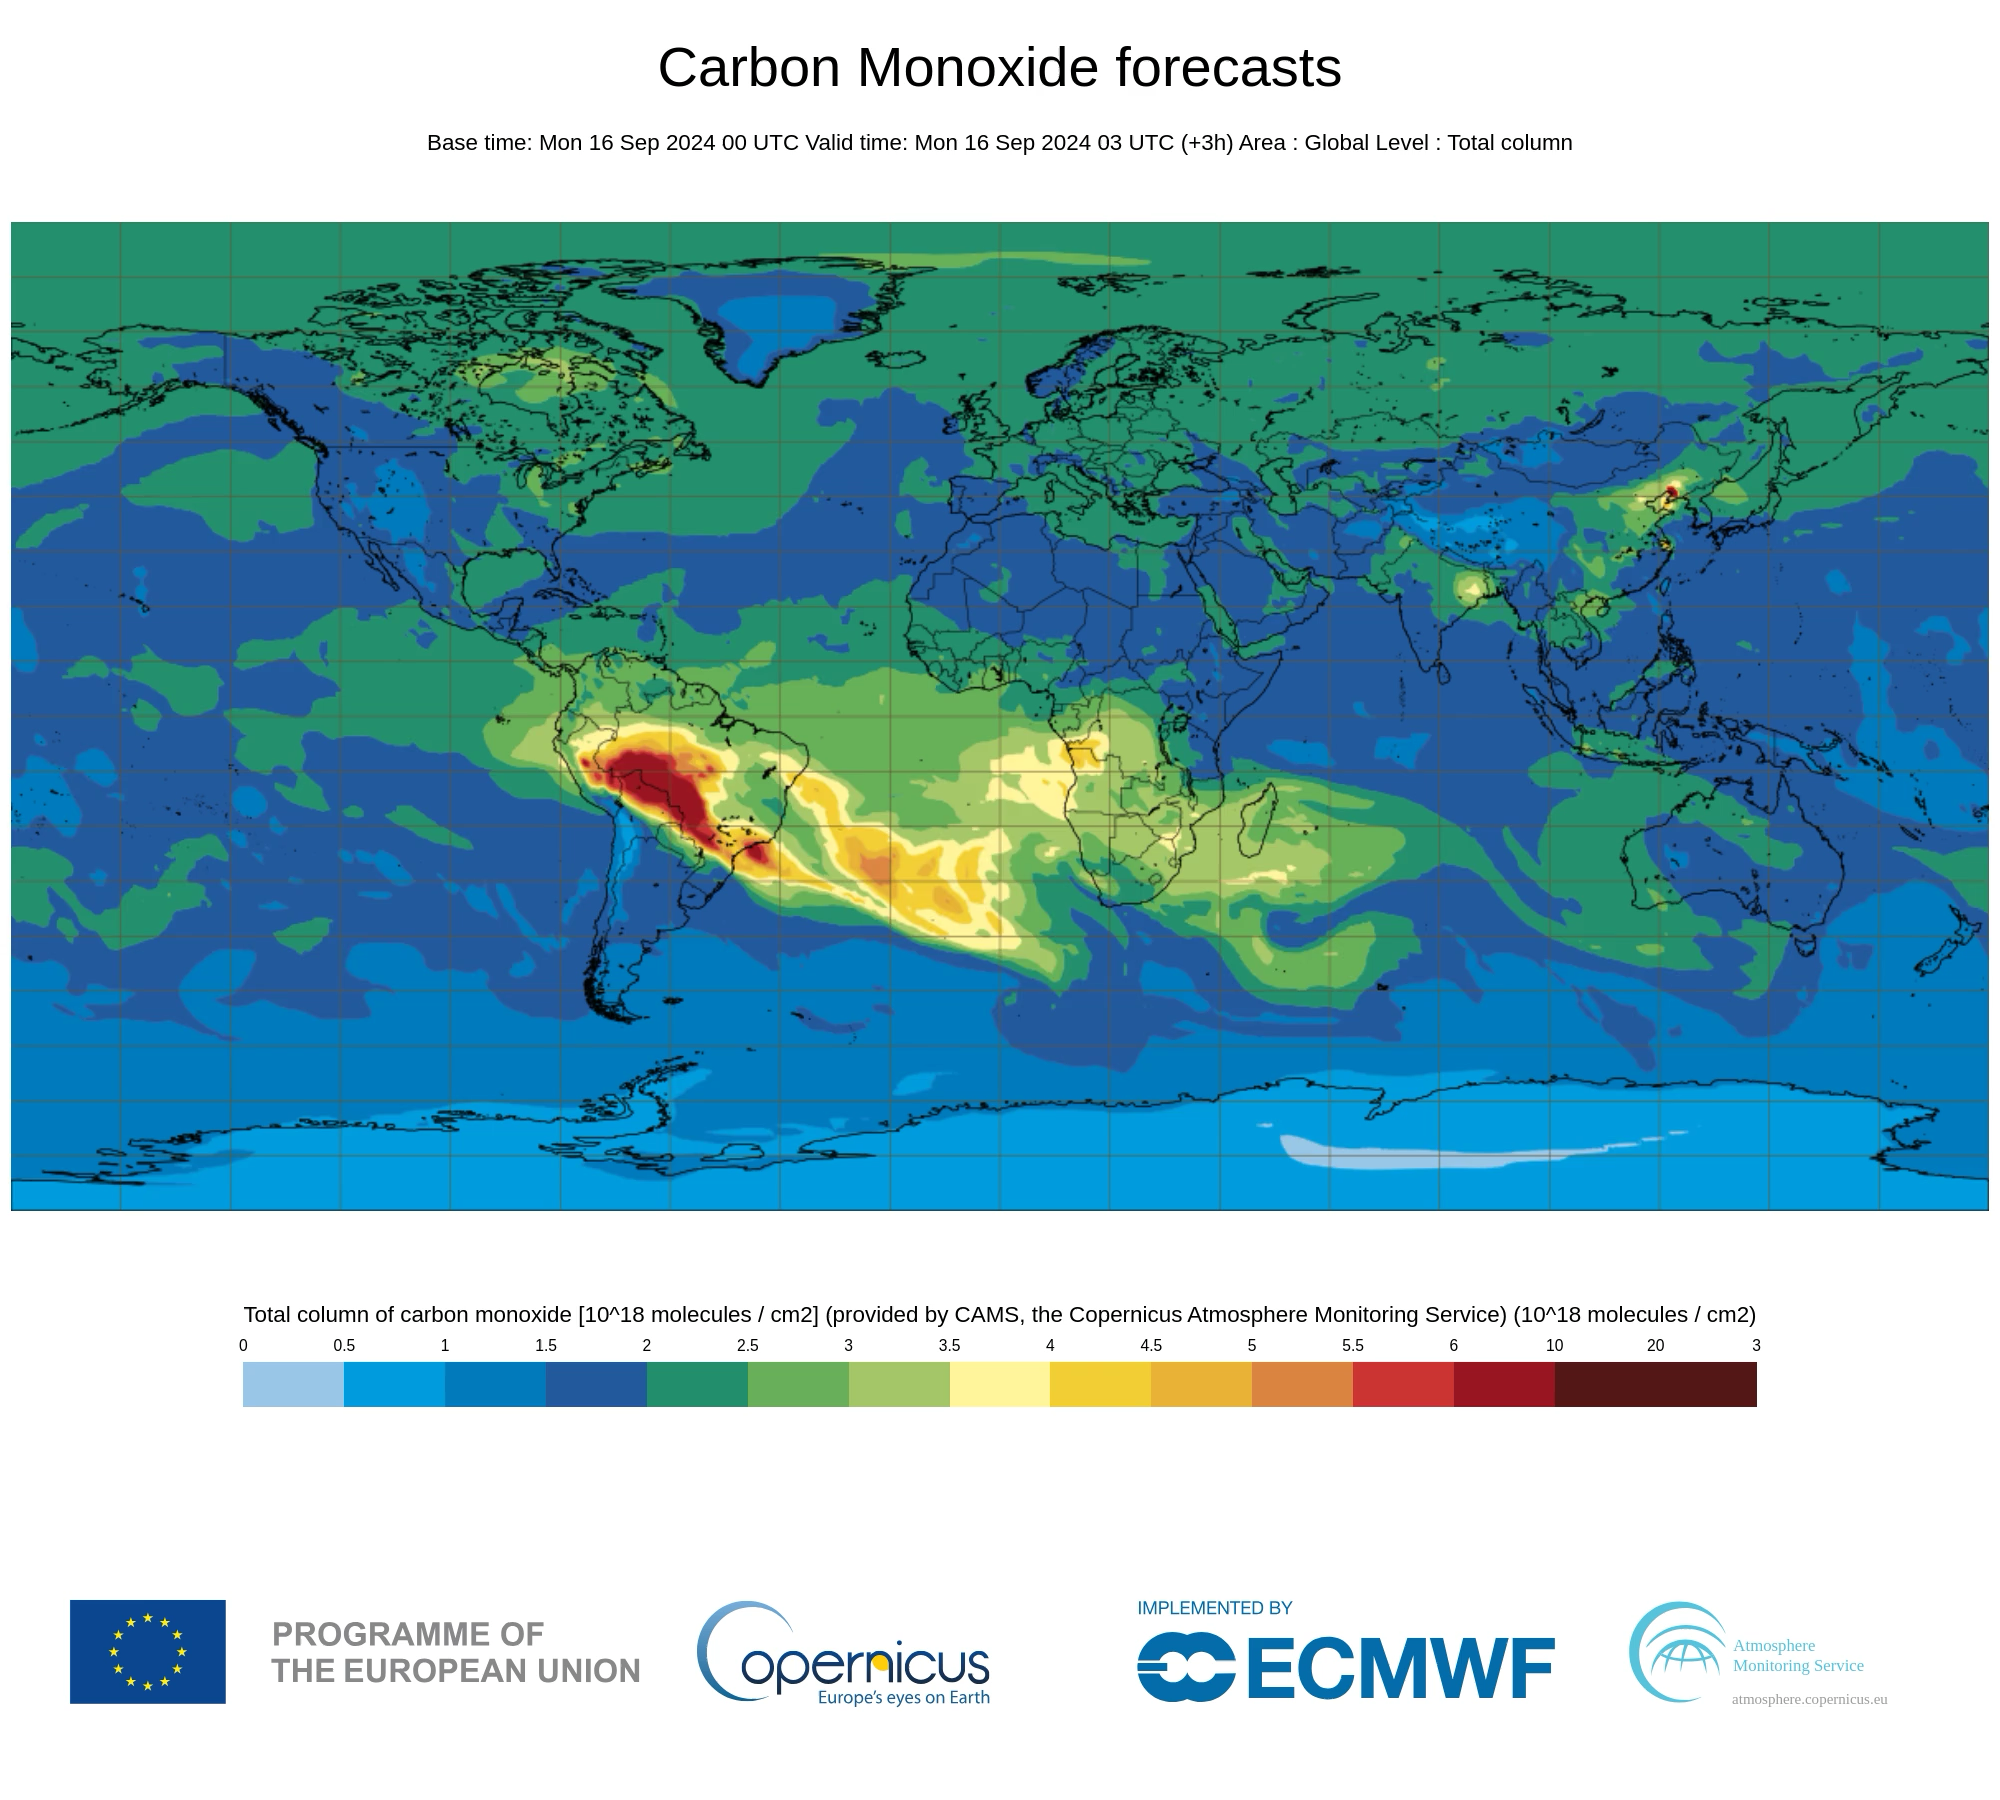 Carbon Monoxide forecasts
Base time: Mon 16 Sep 2024 00 UTC Valid time: Mon 16 Sep 2024 03 UTC (+3h) Area : Global Level : Total column
Total column of carbon monoxide [10^18 molecules / cm2] (provided by CAMS, the Copernicus Atmosphere Monitoring Service) (10^18 molecules / cm2)
0 0.5 1 1.5 2 2.5 3 3.5 4 4.5 5 5.5 6 10 20 3
PROGRAMME OF
THE EUROPEAN UNION
opernicus
Europe's eyes on Earth
IMPLEMENTED BY
ECMWF
Atmosphere
Monitoring Service
atmosphere.copernicus.eu